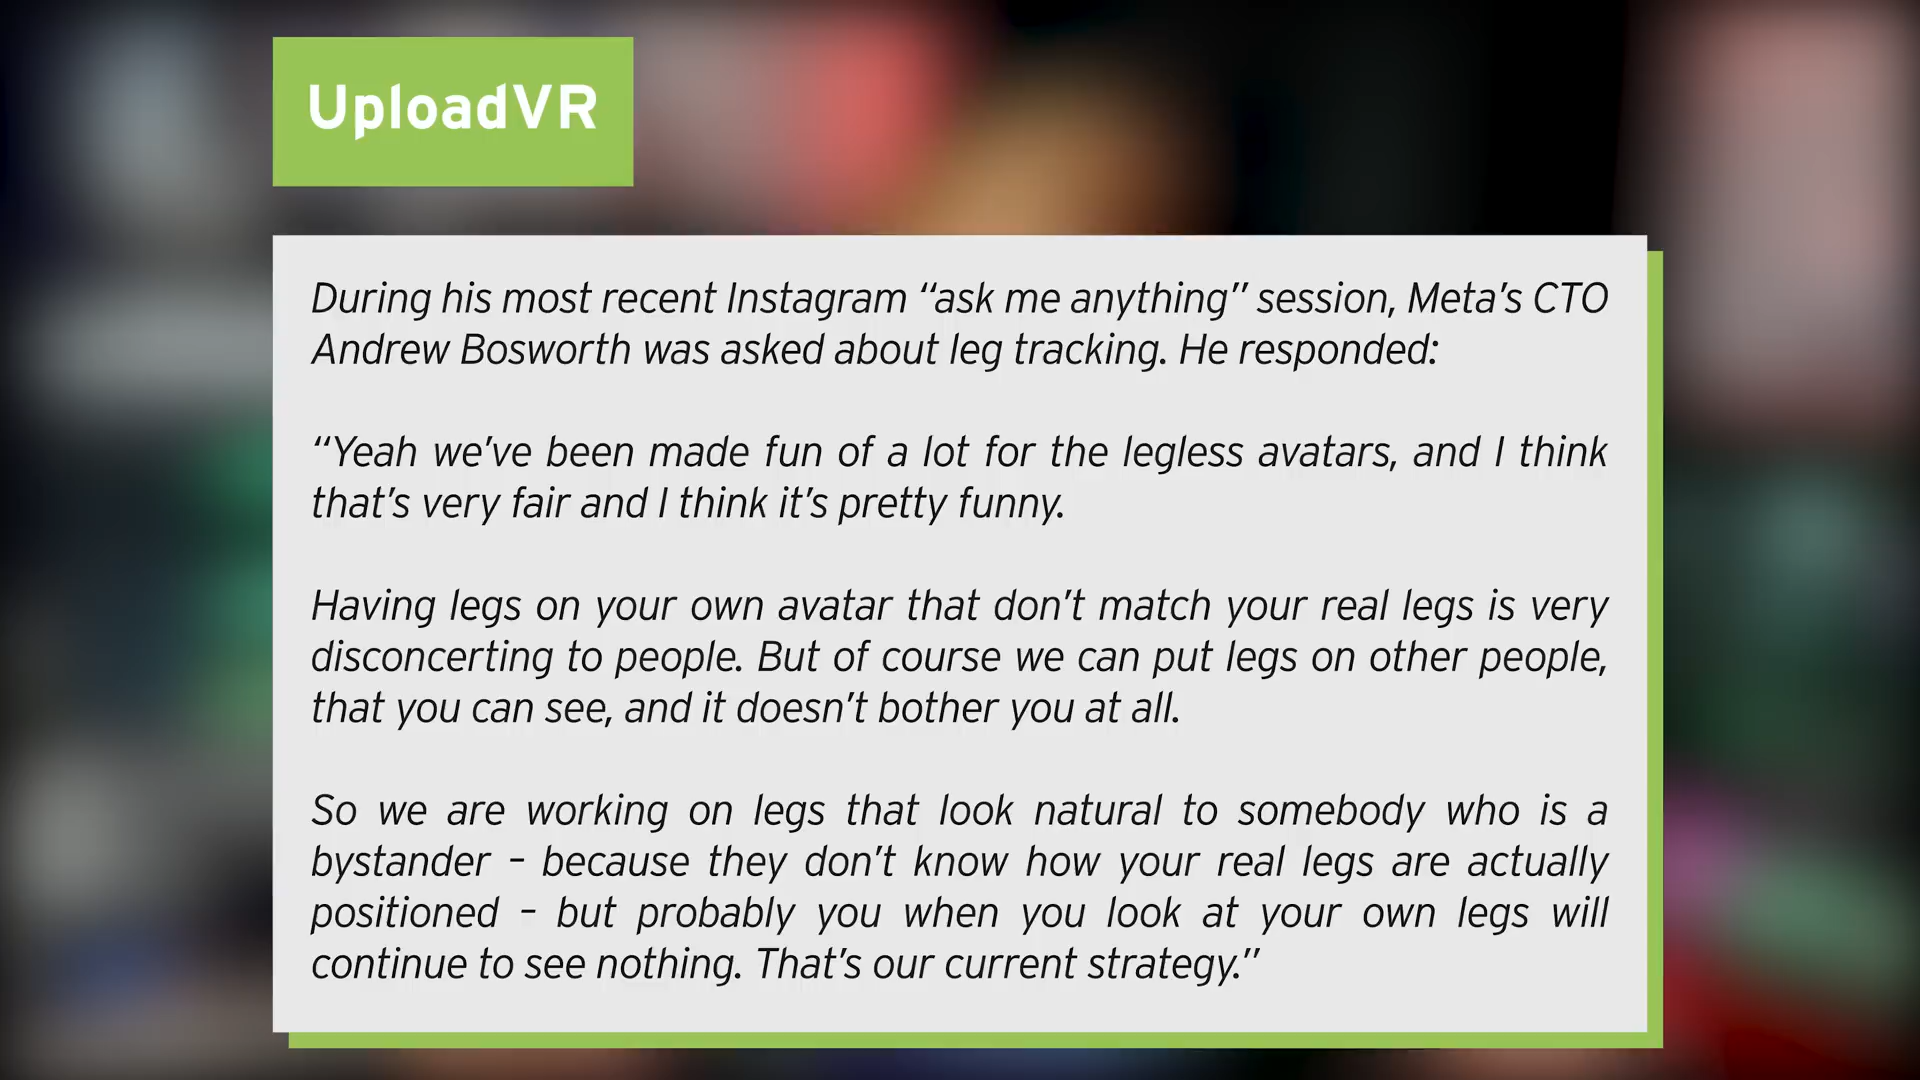 UploadVR
During his most recent Instagram “ask me anything” session, Meta’s CTO
Andrew Bosworth was asked about leg tracking. He responded:
“Yeah we’ve been made fun of a lot for the legless avatars, and I think
that’s very fair and I think it’s pretty funny.
Having legs on your own avatar that don’t match your real legs is very
disconcerting to people. But of course we can put legs on other people,
that you can see, and it doesn’t bother you at all.
So we are working on legs that look natural to somebody who is a
bystander – because they don’t know how your real legs are actually
positioned – but probably you when you look at your own legs will
continue to see nothing. That’s our current strategy.”